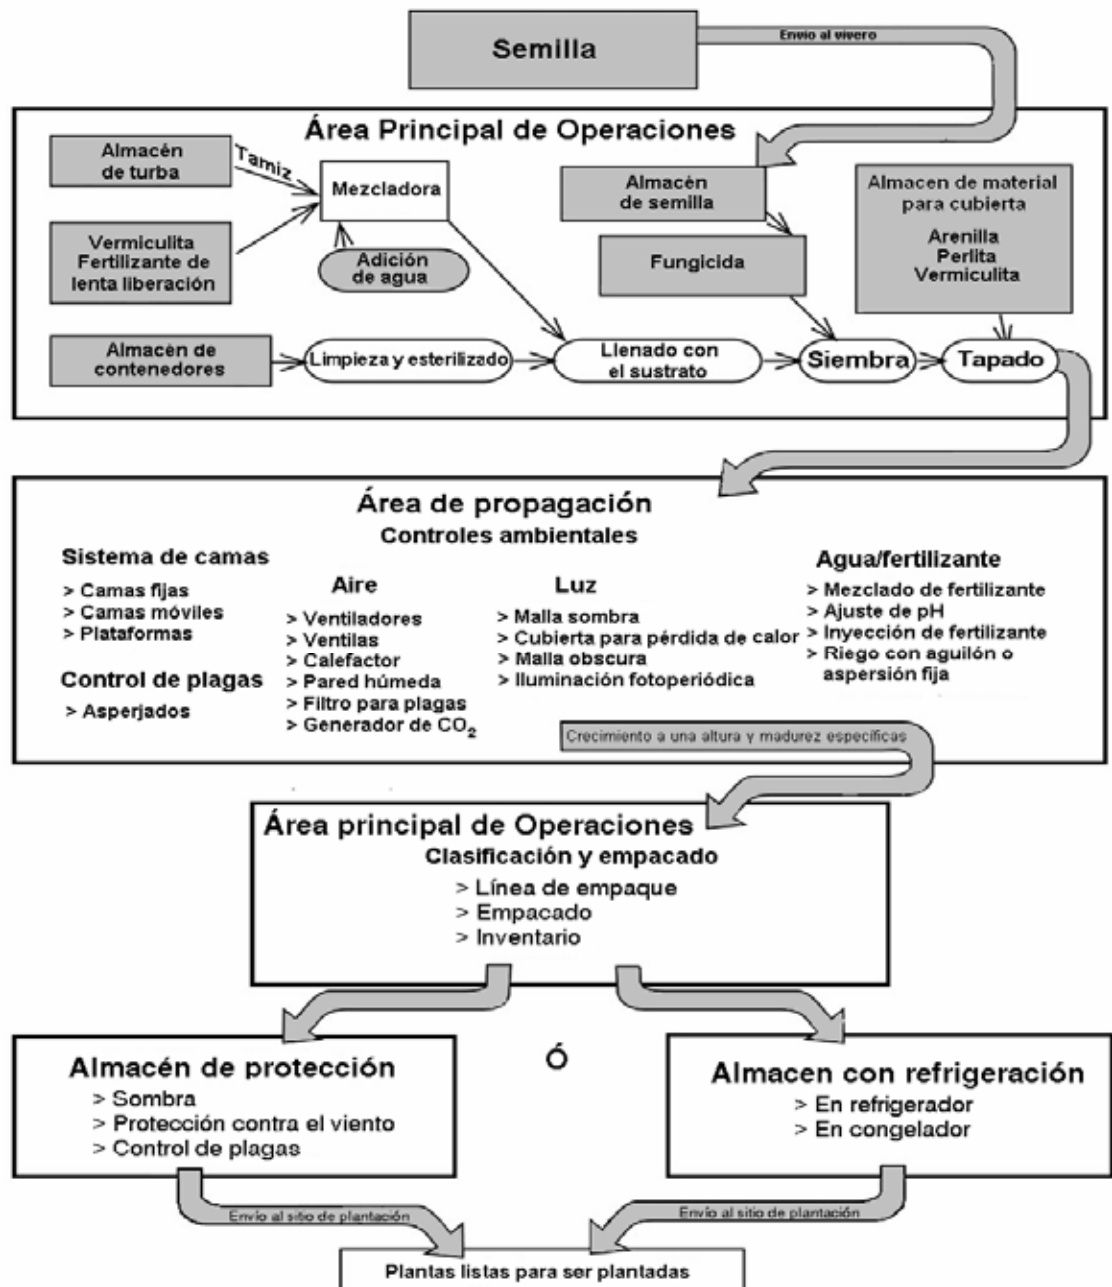 Semilla
Envío al vivero
Área Principal de Operaciones
Almacén
de turba
Tamiz
Mezcladora
Vermiculita
Fertilizante de
lenta liberación
Adición
de agua
Almacén
de semilla
Fungicida
Almacen de material
para cubierta
Arenilla
Perlita
Vermiculita
Almacén de
contenedores
Limpieza y esterilizado
Llenado con
el sustrato
Siembra
Tapado
Área de propagación
Controles ambientales
Sistema de camas
> Camas fijas
> Camas móviles
> Plataformas
Control de plagas
> Asperjados
Aire
> Ventiladores
> Ventilas
> Calefactor
> Pared húmeda
> Filtro para plagas
> Generador de CO2
Luz
> Malla sombra
> Cubierta para pérdida de calor
> Malla obscura
> Iluminación fotoperiódica
Agua/fertilizante
> Mezclado de fertilizante
> Ajuste de pH
> Inyección de fertilizante
> Riego con aguilón o
aspersión fija
Crecimiento a una altura y madurez específicas
Área principal de Operaciones
Clasificación y empacado
> Línea de empaque
> Empacado
> Inventario
Almacén de protección
> Sombra
> Protección contra el viento
> Control de plagas
Ó
Almacen con refrigeración
> En refrigerador
> En congelador
Envío al sitio de plantación
Envío al sitio de plantación
Plantas listas para ser plantadas